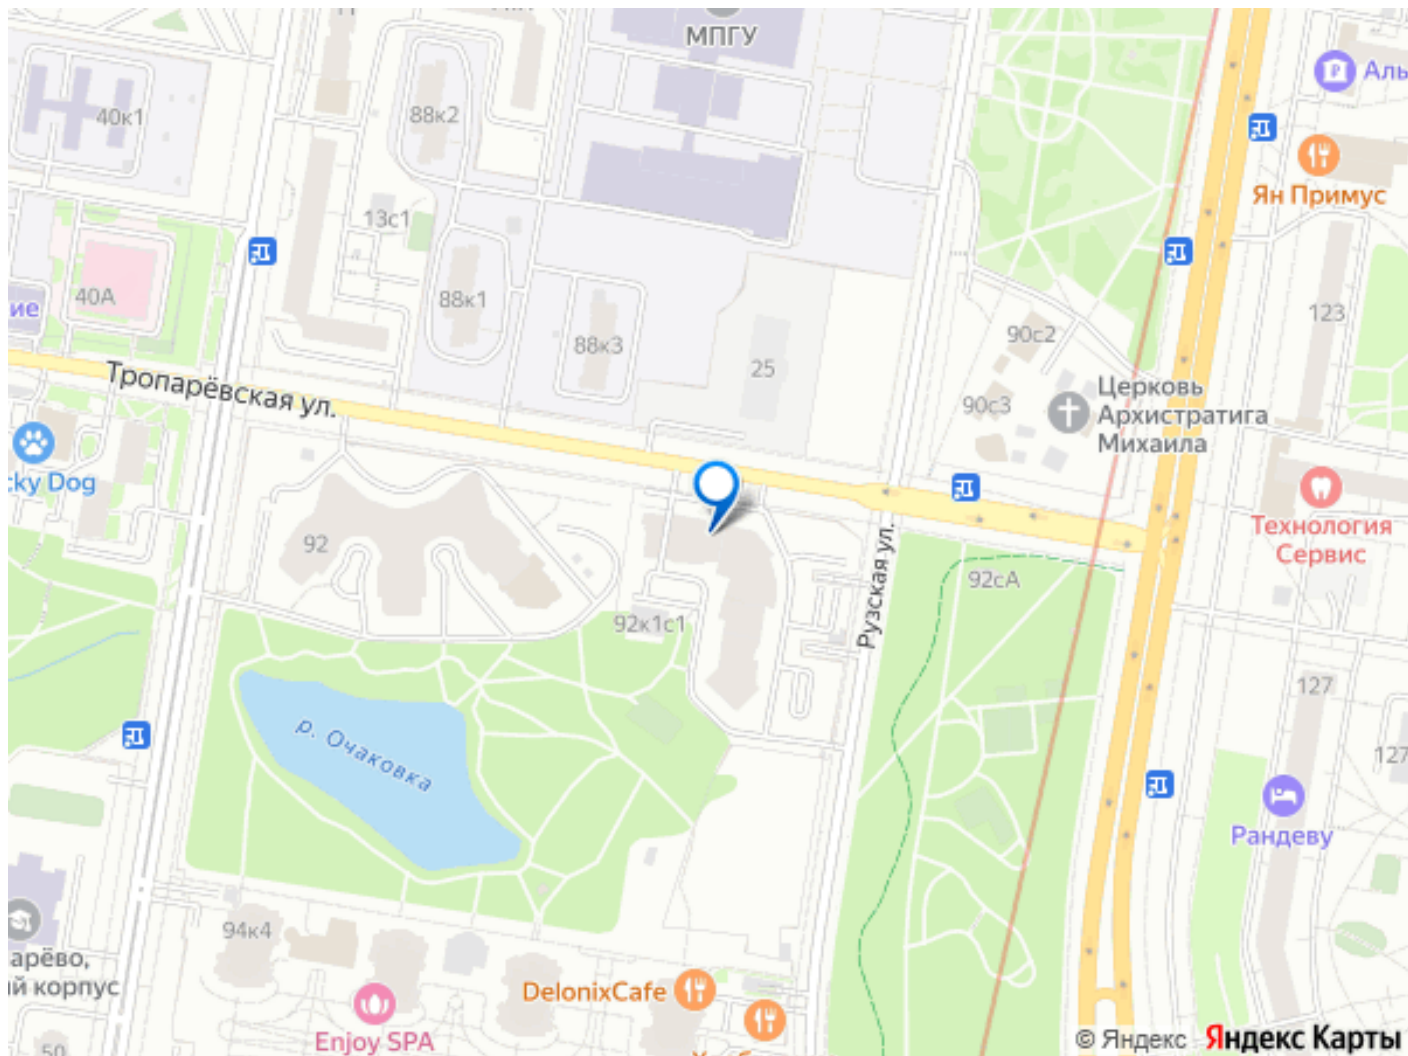 МПГУ
Аль
40к1
88к2
Ян Примус
13с1
40А
ие
88к1
90с2
123
88к3
25
Тропарёвская ул.
90с3
Церковь
Архистратига
Михаила
cky Dog
Технология
Сервис
92
92сА
92к1с1
Рузская ул.
127
р. Очаковка
127
Рандеву
94к4
арёво,
й корпус
DelonixCafe
Enjoy SPA
50
© Яндекс Яндекс Карты